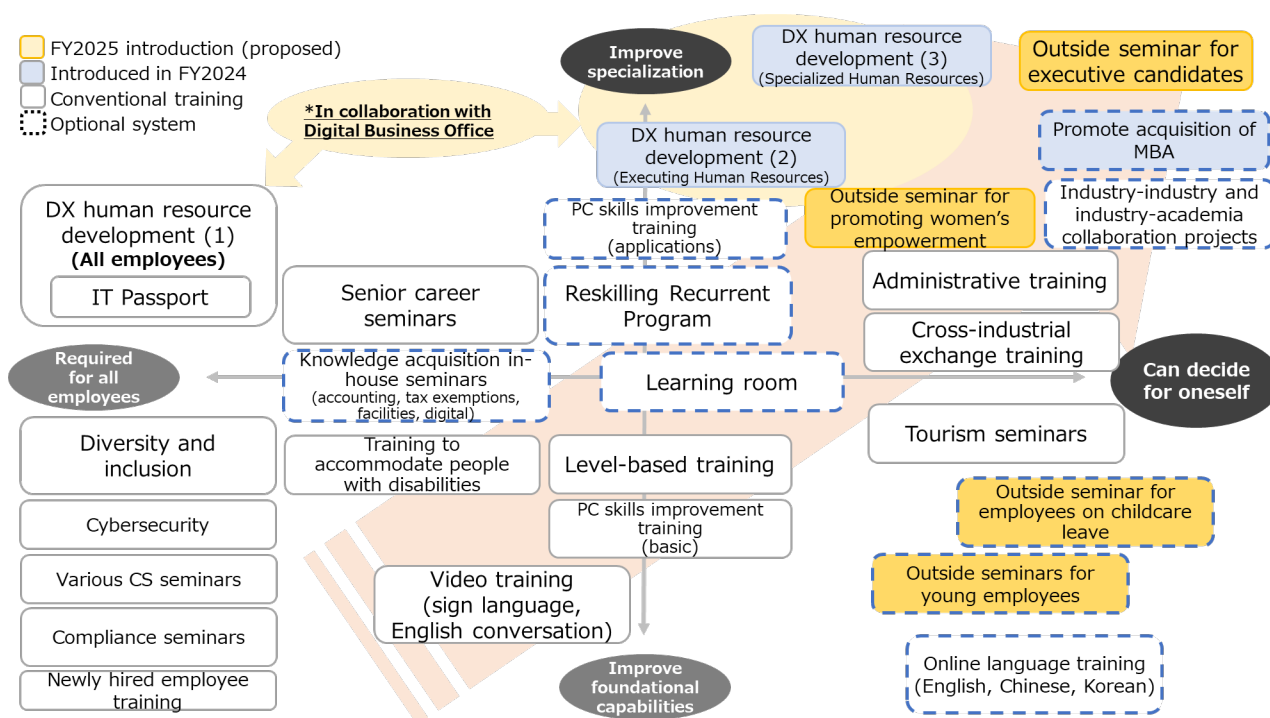 FY2025 introduction (proposed)
Introduced in FY2024
Conventional training
Optional system
*In collaboration with
Digital Business Office
Improve
specialization
DX human resource
development (3)
(Specialized Human Resources)
Outside seminar for
executive candidates
DX human resource
development (2)
(Executing Human Resources)
Promote acquisition of
MBA
Industry-industry and
industry-academia
collaboration projects
DX human resource
development (1)
(All employees)
IT Passport
PC skills improvement
training
(applications)
Outside seminar for
promoting women’s
empowerment
Senior career
seminars
Reskilling Recurrent
Program
Administrative training
Cross-industrial
exchange training
Required
for all
employees
Knowledge acquisition in-
house seminars
(accounting, tax exemptions,
facilities, digital)
Learning room
Can decide
for oneself
Diversity and
inclusion
Training to
accommodate people
with disabilities
Level-based training
Tourism seminars
Cybersecurity
PC skills improvement
training
(basic)
Outside seminar for
employees on childcare
leave
Various CS seminars
Video training
(sign language,
English conversation)
Outside seminars for
young employees
Compliance seminars
Newly hired employee
training
Improve
foundational
capabilities
Online language training
(English, Chinese, Korean)